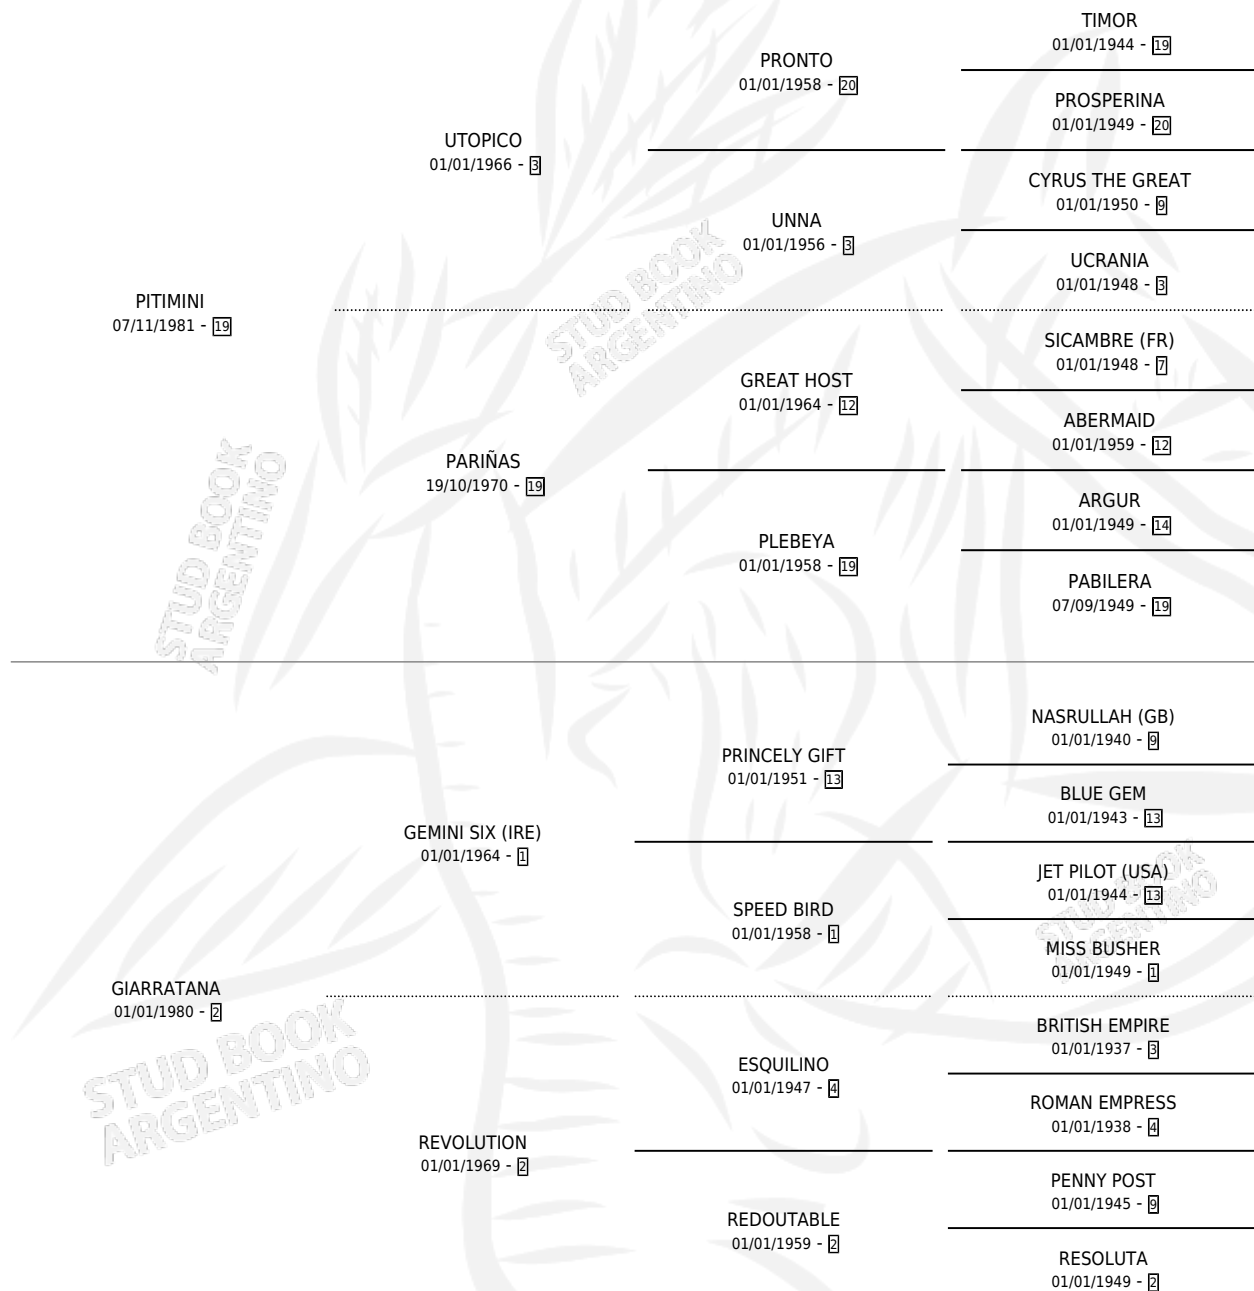 TIMOR
01/01/1944 - 19
PRONTO
01/01/1958 - 20
PROSPERINA
01/01/1949 - 20
UTOPICO
01/01/1966 - 3
CYRUS THE GREAT
01/01/1950 - 9
UNNA
01/01/1956 - 3
UCRANIA
01/01/1948 - 3
PITIMINI
07/11/1981 - 19
SICAMBRE (FR)
01/01/1948 - 7
GREAT HOST
01/01/1964 - 12
ABERMAID
01/01/1959 - 12
PARIÑAS
19/10/1970 - 19
ARGUR
01/01/1949 - 14
PLEBEYA
01/01/1958 - 19
PABILERA
07/09/1949 - 19
STUD BOOK
ARGENTINO
STUD BOOK
ARGENTINO
NASRULLAH (GB)
01/01/1940 - 9
PRINCELY GIFT
01/01/1951 - 13
BLUE GEM
01/01/1943 - 13
GEMINI SIX (IRE)
01/01/1964 - 1
JET PILOT (USA)
01/01/1944 - 13
SPEED BIRD
01/01/1958 - 1
MISS BUSHER
01/01/1949 - 1
STUD BOOK
ARGENTINO
GIARRATANA
01/01/1980 - 2
BRITISH EMPIRE
01/01/1937 - 3
ESQUILINO
01/01/1947 - 4
ROMAN EMPRESS
01/01/1938 - 4
REVOLUTION
01/01/1969 - 2
PENNY POST
01/01/1945 - 9
REDOUTABLE
01/01/1959 - 2
RESOLUTA
01/01/1949 - 2
STUD BOOK
ARGENTINO